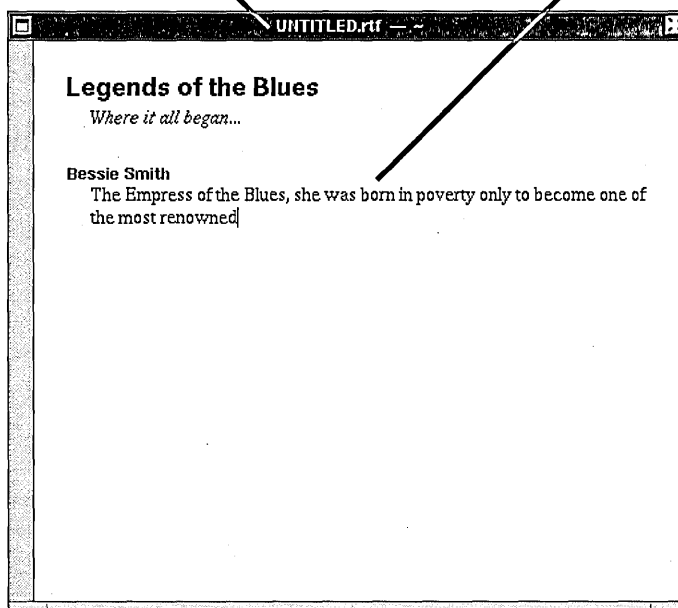 UNTITLED.rtf — ~
Legends of the Blues
Where it all began...
Bessie Smith
The Empress of the Blues, she was born in poverty only to become one of
the most renowned